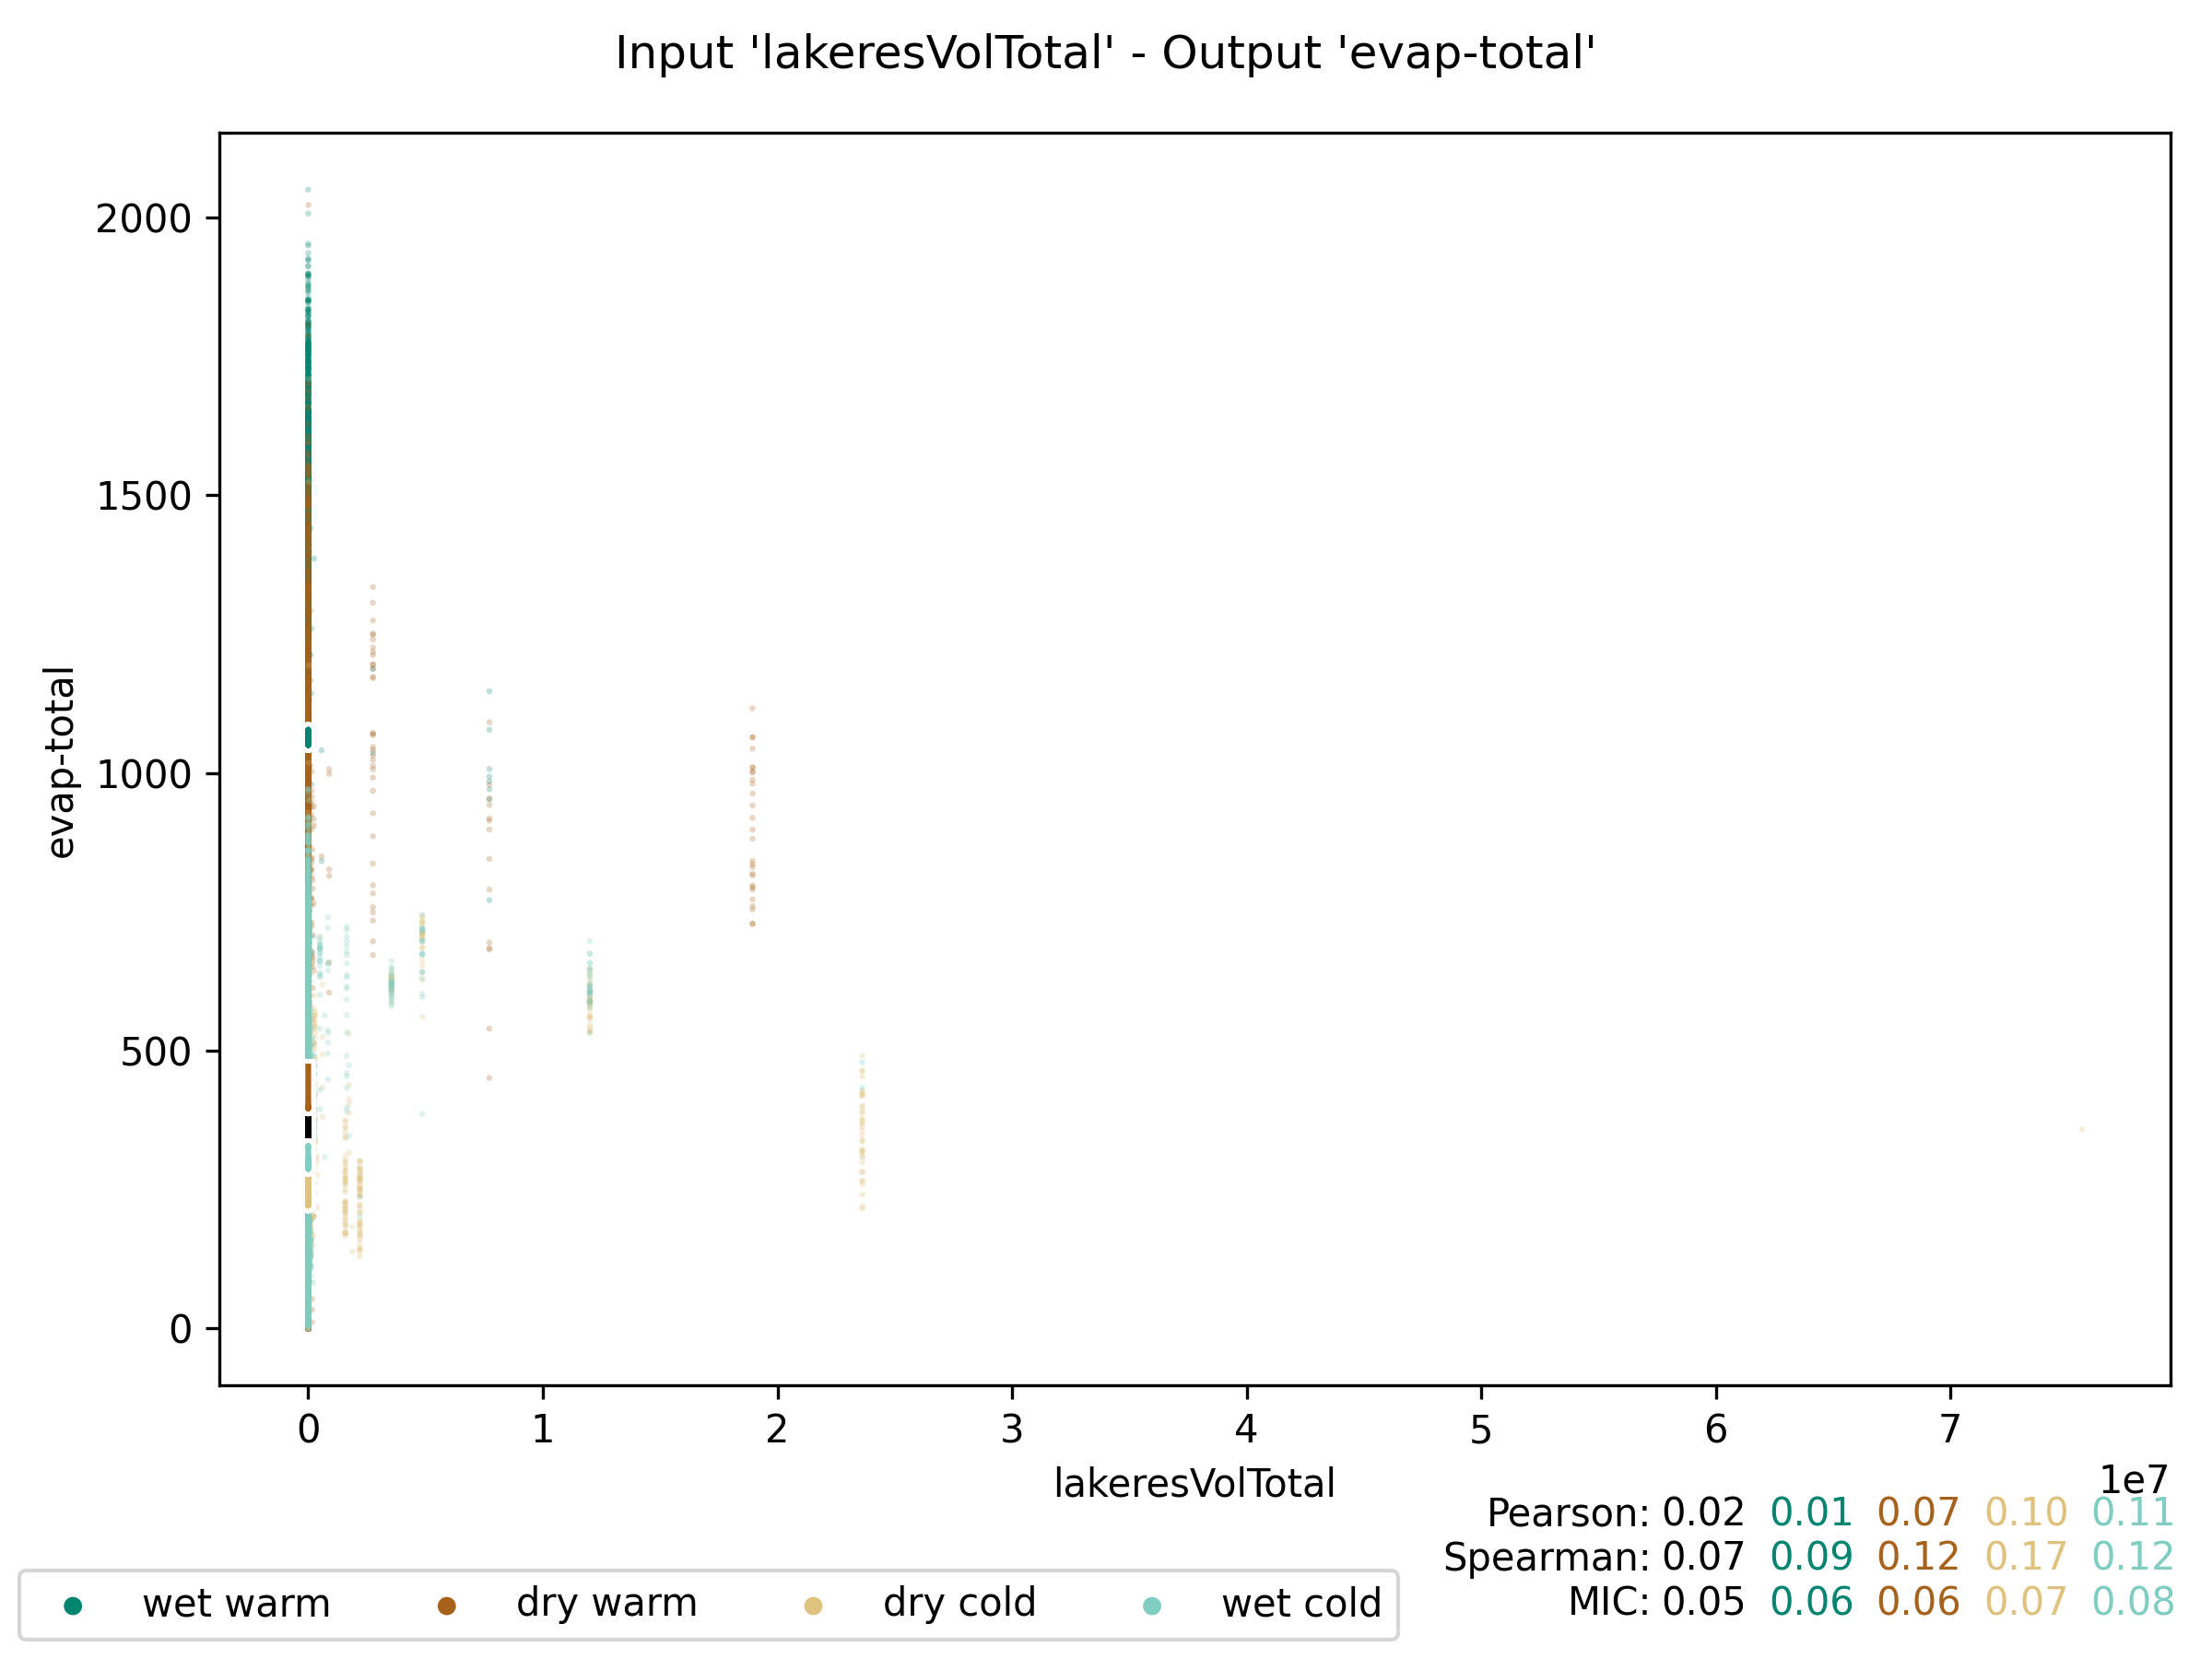 Input 'lakeresVolTotal' - Output 'evap-total'
2000
1500
1000
500
0
evap-total
0 1 2 3 4 5 6 7
1e7
lakeresVolTotal
Pearson: 0.02 0.01 0.07 0.10 0.11
Spearman: 0.07 0.09 0.12 0.17 0.12
MIC: 0.05 0.06 0.06 0.07 0.08
wet warm dry warm dry cold wet cold